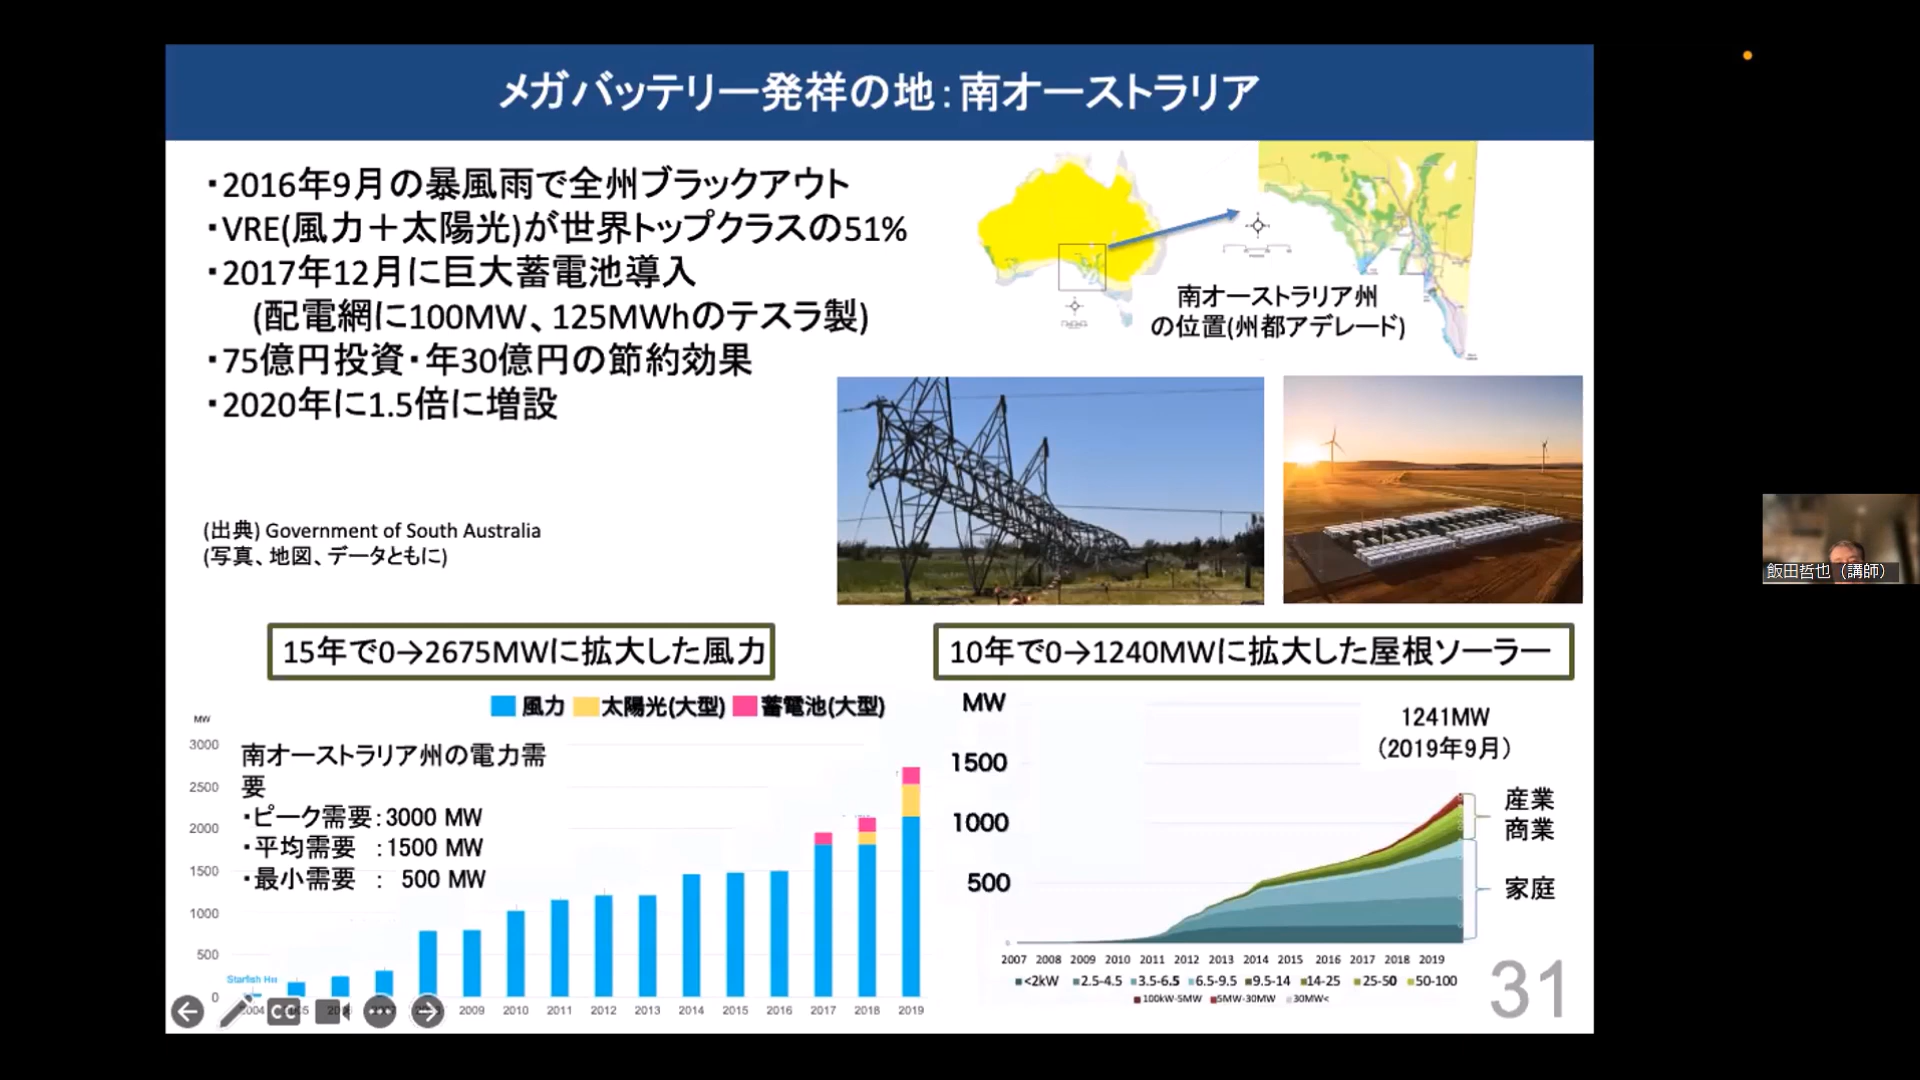 メガバッテリー発祥の地：南オーストラリア
・2016年9月の暴風雨で全州ブラックアウト
・VRE(風力＋太陽光)が世界トップクラスの51%
・2017年12月に巨大蓄電池導入
(配電網に100MW、125MWhのテスラ製)
・75億円投資・年30億円の節約効果
・2020年に1.5倍に増設
(出典) Government of South Australia
(写真、地図、データともに)
南オーストラリア州
の位置(州都アデレード)
飯田哲也（講師）
15年で0→2675MWに拡大した風力
風力 太陽光(大型) 蓄電池(大型)
MW
3000
2500
2000
1500
1000
500
0
南オーストラリア州の電力需
要
・ピーク需要：3000 MW
・平均需要 ：1500 MW
・最小需要 ： 500 MW
2009 2010 2011 2012 2013 2014 2015 2016 2017 2018 2019
CC
10年で0→1240MWに拡大した屋根ソーラー
MW
1500
1000
500
0
1241MW
（2019年9月）
産業
商業
家庭
2007 2008 2009 2010 2011 2012 2013 2014 2015 2016 2017 2018 2019
<2kW 2.5-4.5 3.5-6.5 6.5-9.5 9.5-14 14-25 25-50 50-100
100kW-5MW 5MW-30MW 30MW<
31